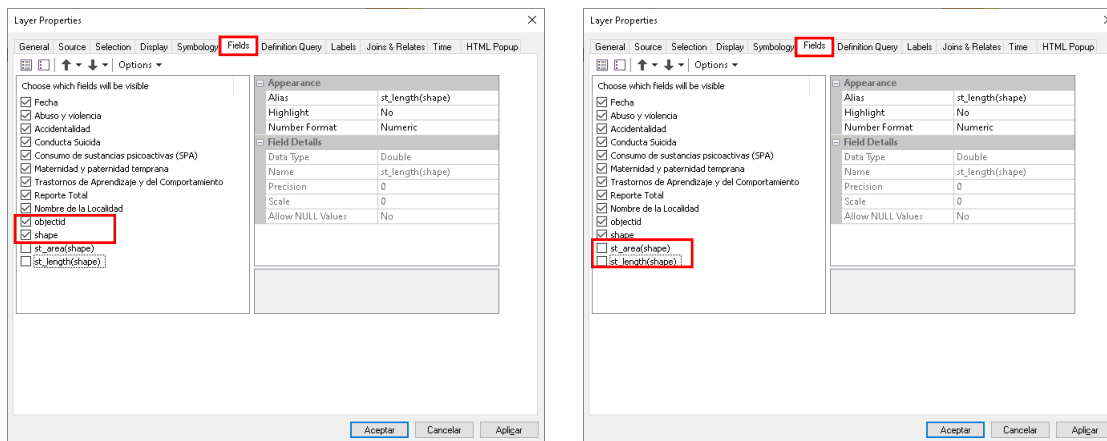 Layer Properties
General Source Selection Display Symbology Fields Definition Query Labels Joins & Relates Time HTML Popup
Options
Choose which fields will be visible
Fecha
Abuso y violencia
Accidentalidad
Conducta Suicida
Consumo de sustancias psicoactivas (SPA)
Maternidad y paternidad temprana
Trastornos de Aprendizaje y del Comportamiento
Reporte Total
Nombre de la Localidad
objectid
shape
st_area(shape)
st_length(shape)
Appearance
Alias st_length(shape)
Highlight No
Number Format Numeric
Field Details
Data Type Double
Name st_length(shape)
Precision 0
Scale 0
Allow NULL Values No
Aceptar Cancelar Aplicar
Layer Properties
General Source Selection Display Symbology Fields Definition Query Labels Joins & Relates Time HTML Popup
Options
Choose which fields will be visible
Fecha
Abuso y violencia
Accidentalidad
Conducta Suicida
Consumo de sustancias psicoactivas (SPA)
Maternidad y paternidad temprana
Trastornos de Aprendizaje y del Comportamiento
Reporte Total
Nombre de la Localidad
objectid
shape
st_area(shape)
st_length(shape)
Appearance
Alias st_length(shape)
Highlight No
Number Format Numeric
Field Details
Data Type Double
Name st_length(shape)
Precision 0
Scale 0
Allow NULL Values No
Aceptar Cancelar Aplicar